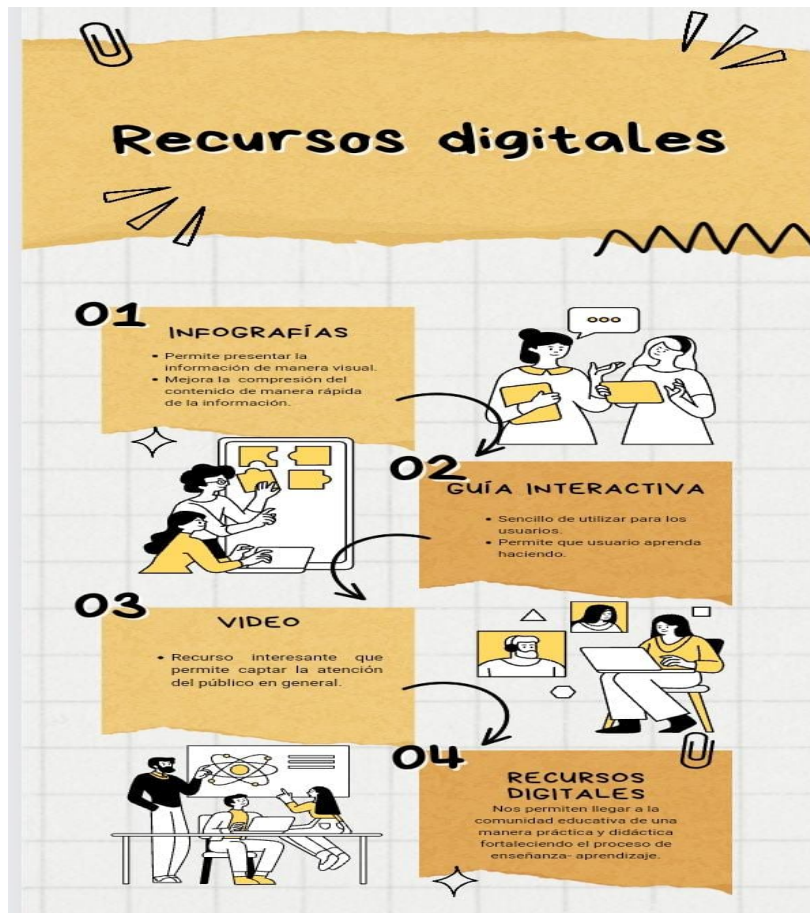 Recursos digitales
01
INFOGRAFÍAS
• Permite presentar la
información de manera visual.
• Mejora la compresión del
contenido de manera rápida
de la información.
02
GUÍA INTERACTIVA
• Sencillo de utilizar para los
usuarios.
• Permite que usuario aprenda
haciendo.
03
VIDEO
• Recurso interesante que
permite captar la atención
del público en general.
04
RECURSOS
DIGITALES
Nos permiten llegar a la
comunidad educativa de una
manera práctica y didáctica
fortaleciendo el proceso de
enseñanza- aprendizaje.